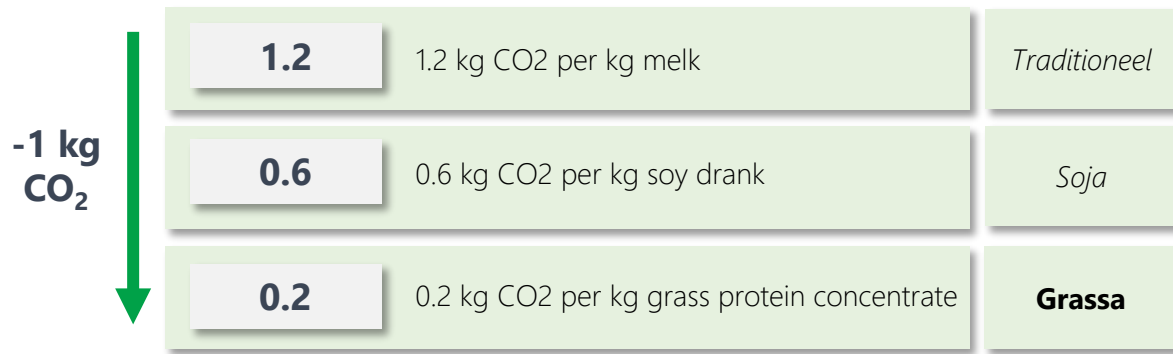 -1 kg
CO₂
1.2
1.2 kg CO2 per kg melk
Traditioneel
0.6
0.6 kg CO2 per kg soy drank
Soja
0.2
0.2 kg CO2 per kg grass protein concentrate
Grassa